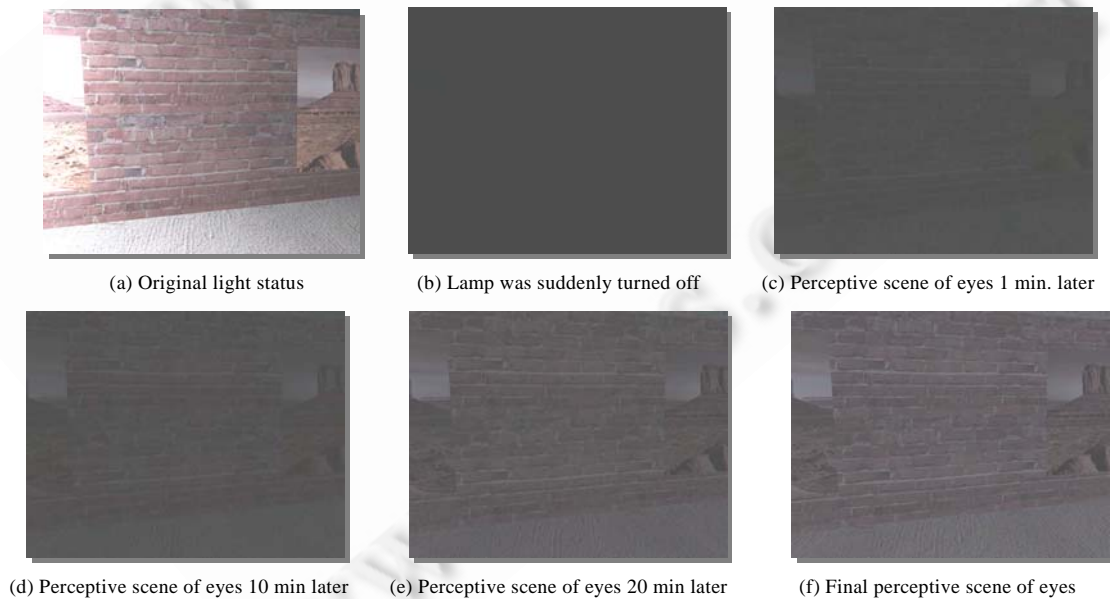 (a) Original light status
(b) Lamp was suddenly turned off
(c) Perceptive scene of eyes 1 min. later
(d) Perceptive scene of eyes 10 min later
(e) Perceptive scene of eyes 20 min later
(f) Final perceptive scene of eyes